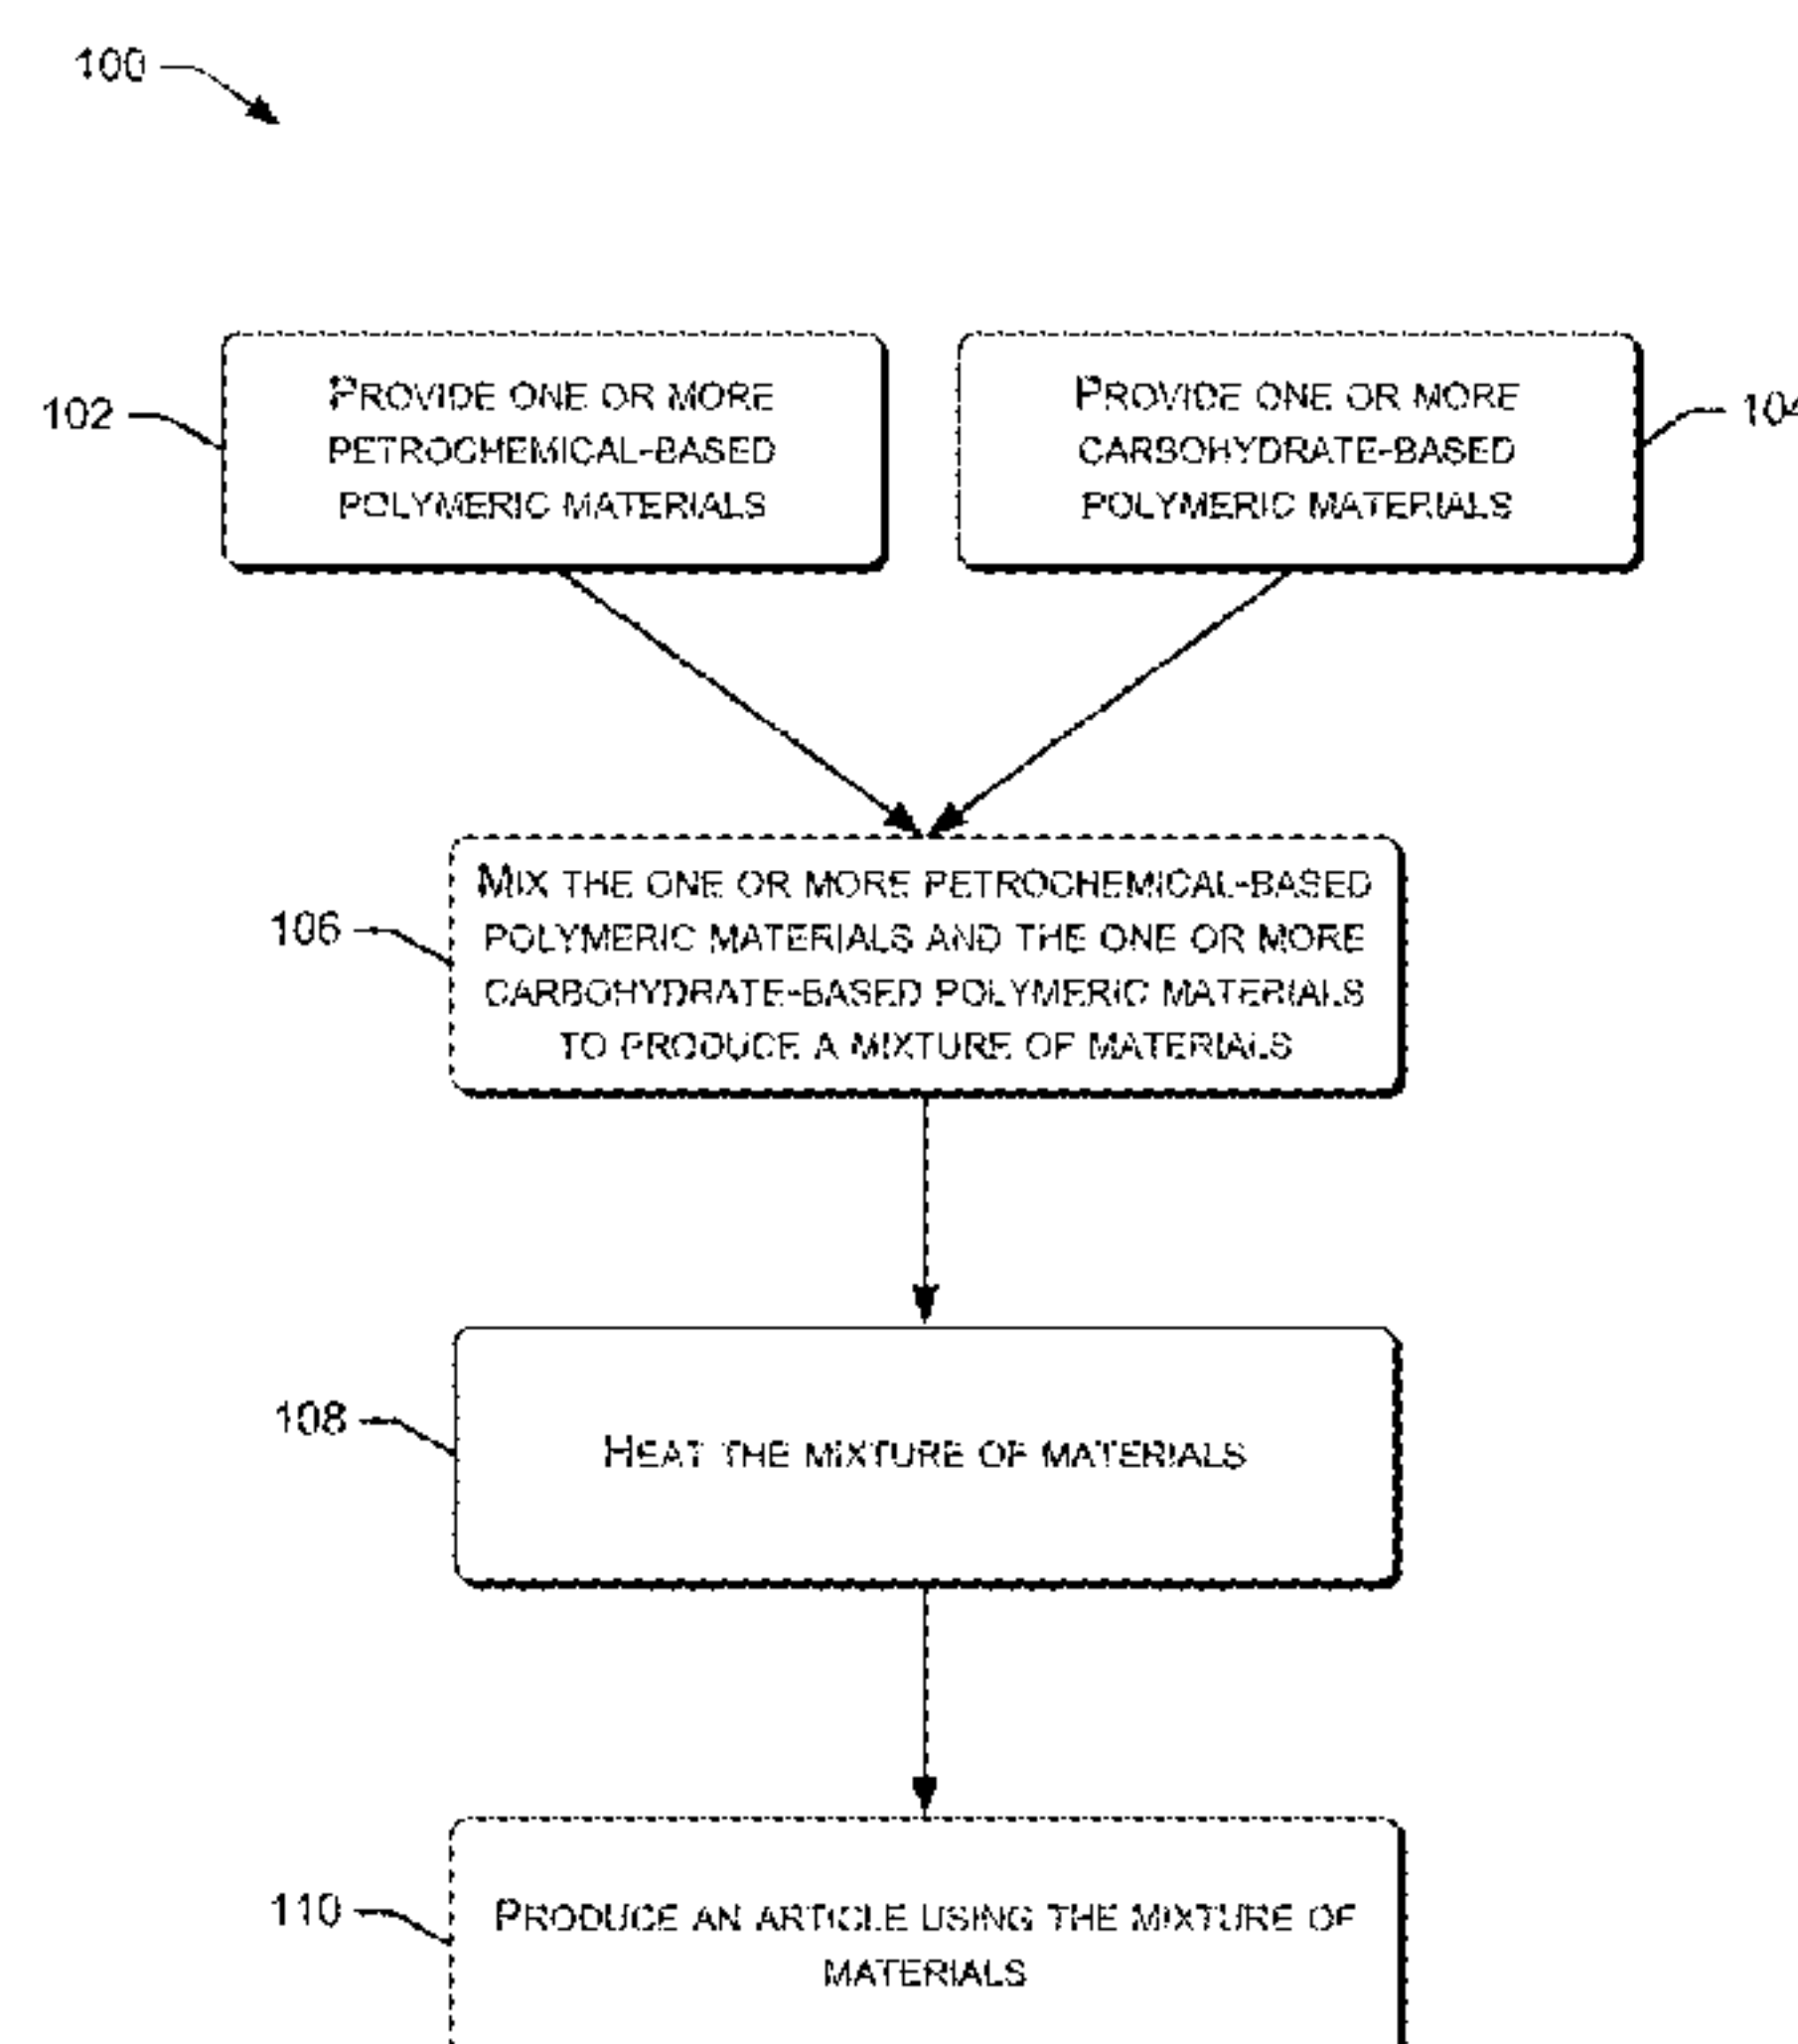 100
102
PROVIDE ONE OR MORE
PETROCHEMICAL-BASED
POLYMERIC MATERIALS
PROVIDE ONE OR MORE
CARBOHYDRATE-BASED
POLYMERIC MATERIALS
104
106
MIX THE ONE OR MORE PETROCHEMICAL-BASED
POLYMERIC MATERIALS AND THE ONE OR MORE
CARBOHYDRATE-BASED POLYMERIC MATERIALS
TO PRODUCE A MIXTURE OF MATERIALS
108
HEAT THE MIXTURE OF MATERIALS
110
PRODUCE AN ARTICLE USING THE MIXTURE OF
MATERIALS